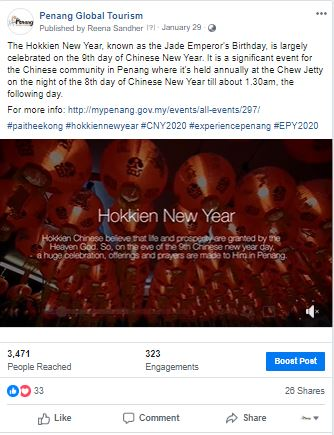 Penang Global Tourism
Published by Reena Sandher [?] · January 29 ·
The Hokkien New Year, known as the Jade Emperor's Birthday, is largely
celebrated on the 9th day of Chinese New Year. It is a significant event for
the Chinese community in Penang where it's held annually at the Chew Jetty
on the night of the 8th day of Chinese New Year till about 1.30am, the
following day.
For more info: http://mypenang.gov.my/events/all-events/297/
#paitheekong #hokkiennewyear #CNY2020 #experiencepenang #EPY2020
Hokkien New Year
Hokkien Chinese believe that life and prosperity are granted by the
Heaven God. So, on the eve of the 9th Chinese new year day,
a huge celebration, offerings and prayers are made to Him in Penang.
3,471
People Reached
323
Engagements
Boost Post
33
26 Shares
Like
Comment
Share